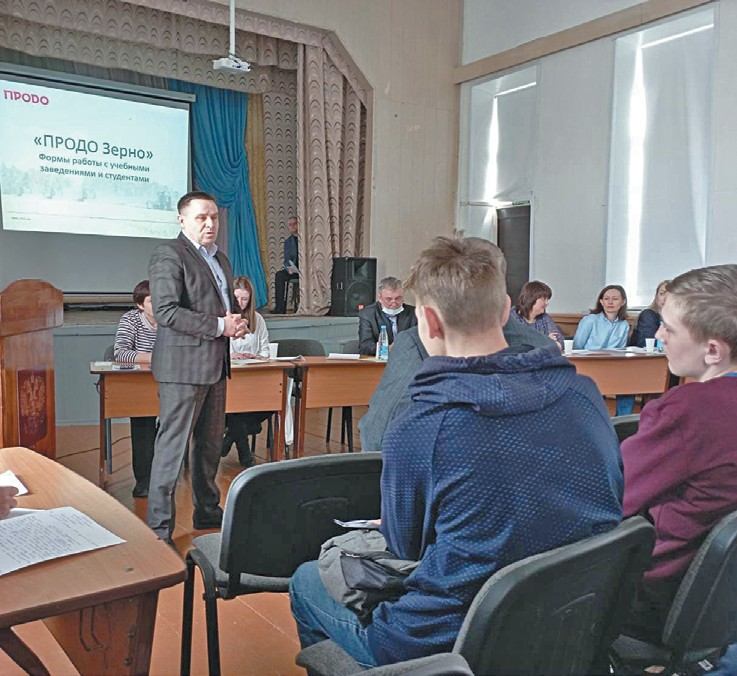 ПРОДО
«ПРОДО Зерно»
Формы работы с учебными
заведениями и студентами